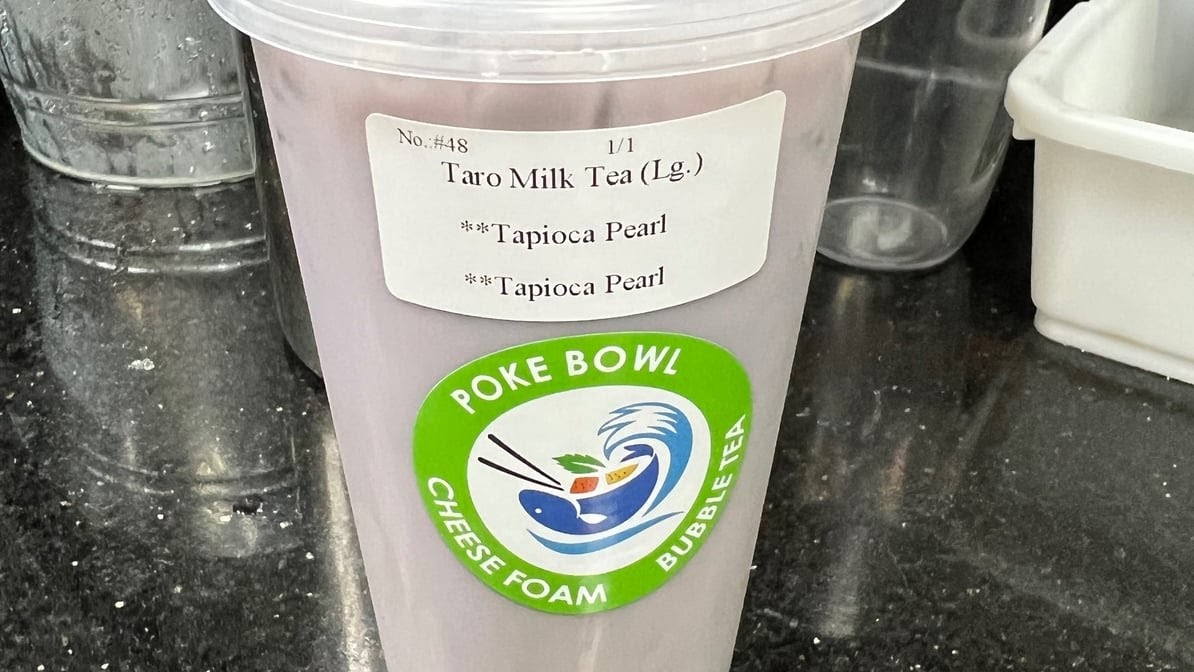 No.:#48 1/1
Taro Milk Tea (Lg.)
**Tapioca Pearl
**Tapioca Pearl
POKE BOWL
CHEESE FOAM
BUBBLE TEA